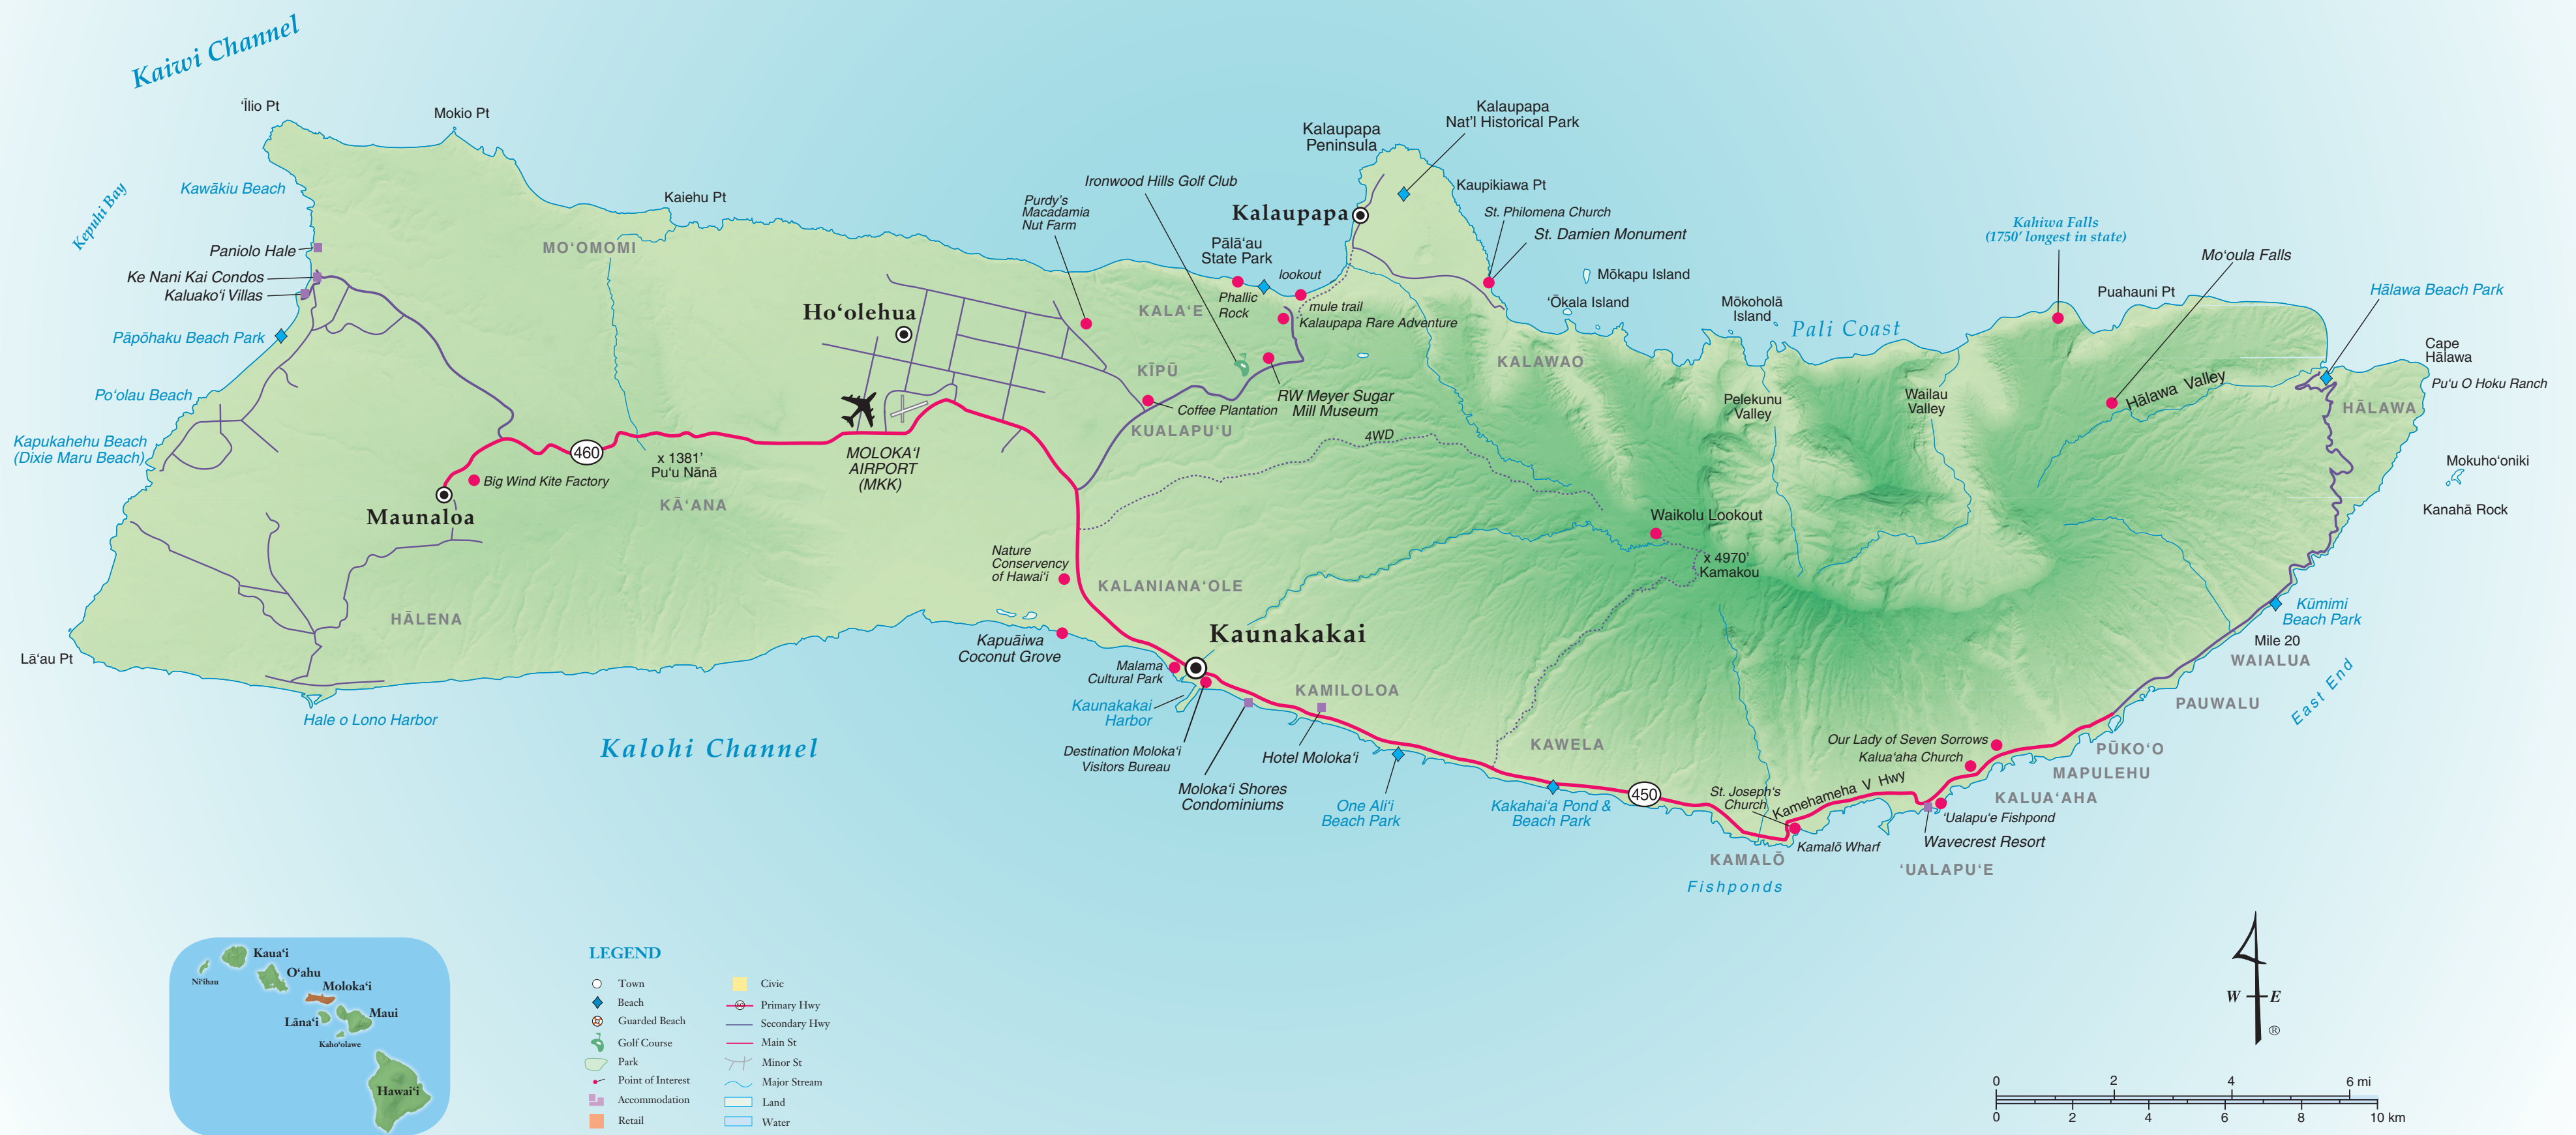 Kaiwi Channel
ʻĪlio Pt
Mokio Pt
Kepuhi Bay
Kawākiu Beach
Kaiehu Pt
Paniolo Hale
MOʻOMOMI
Ke Nani Kai Condos
Kaluakoʻi Villas
Pāpōhaku Beach Park
Poʻolau Beach
Kapukahehu Beach
(Dixie Maru Beach)
460
Big Wind Kite Factory
Maunaloa
x 1381’
Puʻu Nānā
KĀʻANA
HĀLENA
Lāʻau Pt
Hale o Lono Harbor
Kalohi Channel
Hoʻolehua
MOLOKAʻI
AIRPORT
(MKK)
Purdy’s
Macadamia
Nut Farm
Ironwood Hills Golf Club
KALAʻE
KĪPŪ
Coffee Plantation
KUALAPUʻU
RW Meyer Sugar
Mill Museum
Pālāʻau
State Park
Phallic
Rock
lookout
mule trail
Kalaupapa Rare Adventure
Kalaupapa
Kalaupapa
Peninsula
Kalaupapa
Nat’l Historical Park
Kaupikiawa Pt
St. Philomena Church
St. Damien Monument
Mōkapu Island
ʻŌkala Island
Mōkoholā
Island
Pali Coast
KALAWAO
4WD
Pelekunu
Valley
Wailau
Valley
Kahiwa Falls
(1750’ longest in state)
Moʻoula Falls
Puahauni Pt
Hālawa Beach Park
Cape
Hālawa
Puʻu O Hoku Ranch
Hālawa Valley
HĀLAWA
Mokuhoʻoniki
Kanahā Rock
Waikolu Lookout
x 4970’
Kamakou
Nature
Conservency
of Hawaiʻi
KALANIANAʻOLE
Kapuāiwa
Coconut Grove
Kaunakakai
Malama
Cultural Park
Kaunakakai
Harbor
KAMILOLOA
Destination Molokaʻi
Visitors Bureau
Molokaʻi Shores
Condominiums
Hotel Molokaʻi
One Aliʻi
Beach Park
KAWELA
Kakahaiʻa Pond &
Beach Park
450
St. Joseph’s
Church
Kamehameha V Hwy
Kamalō Wharf
KAMALŌ
Fishponds
Our Lady of Seven Sorrows
Kaluaʻaha Church
ʻUalapuʻe Fishpond
Wavecrest Resort
ʻUALAPUʻE
KALUAʻAHA
MAPULEHU
PŪKOʻO
PAUWALU
WAIALUA
Mile 20
Kūmimi
Beach Park
East End
Kauaʻi
Niʻihau
Oʻahu
Molokaʻi
Lānaʻi
Maui
Kahoʻolawe
Hawaiʻi
LEGEND
Town
Beach
Guarded Beach
Golf Course
Park
Point of Interest
Accommodation
Retail
Civic
Primary Hwy
Secondary Hwy
Main St
Minor St
Major Stream
Land
Water
W E
®
0 2 4 6 mi
0 2 4 6 8 10 km